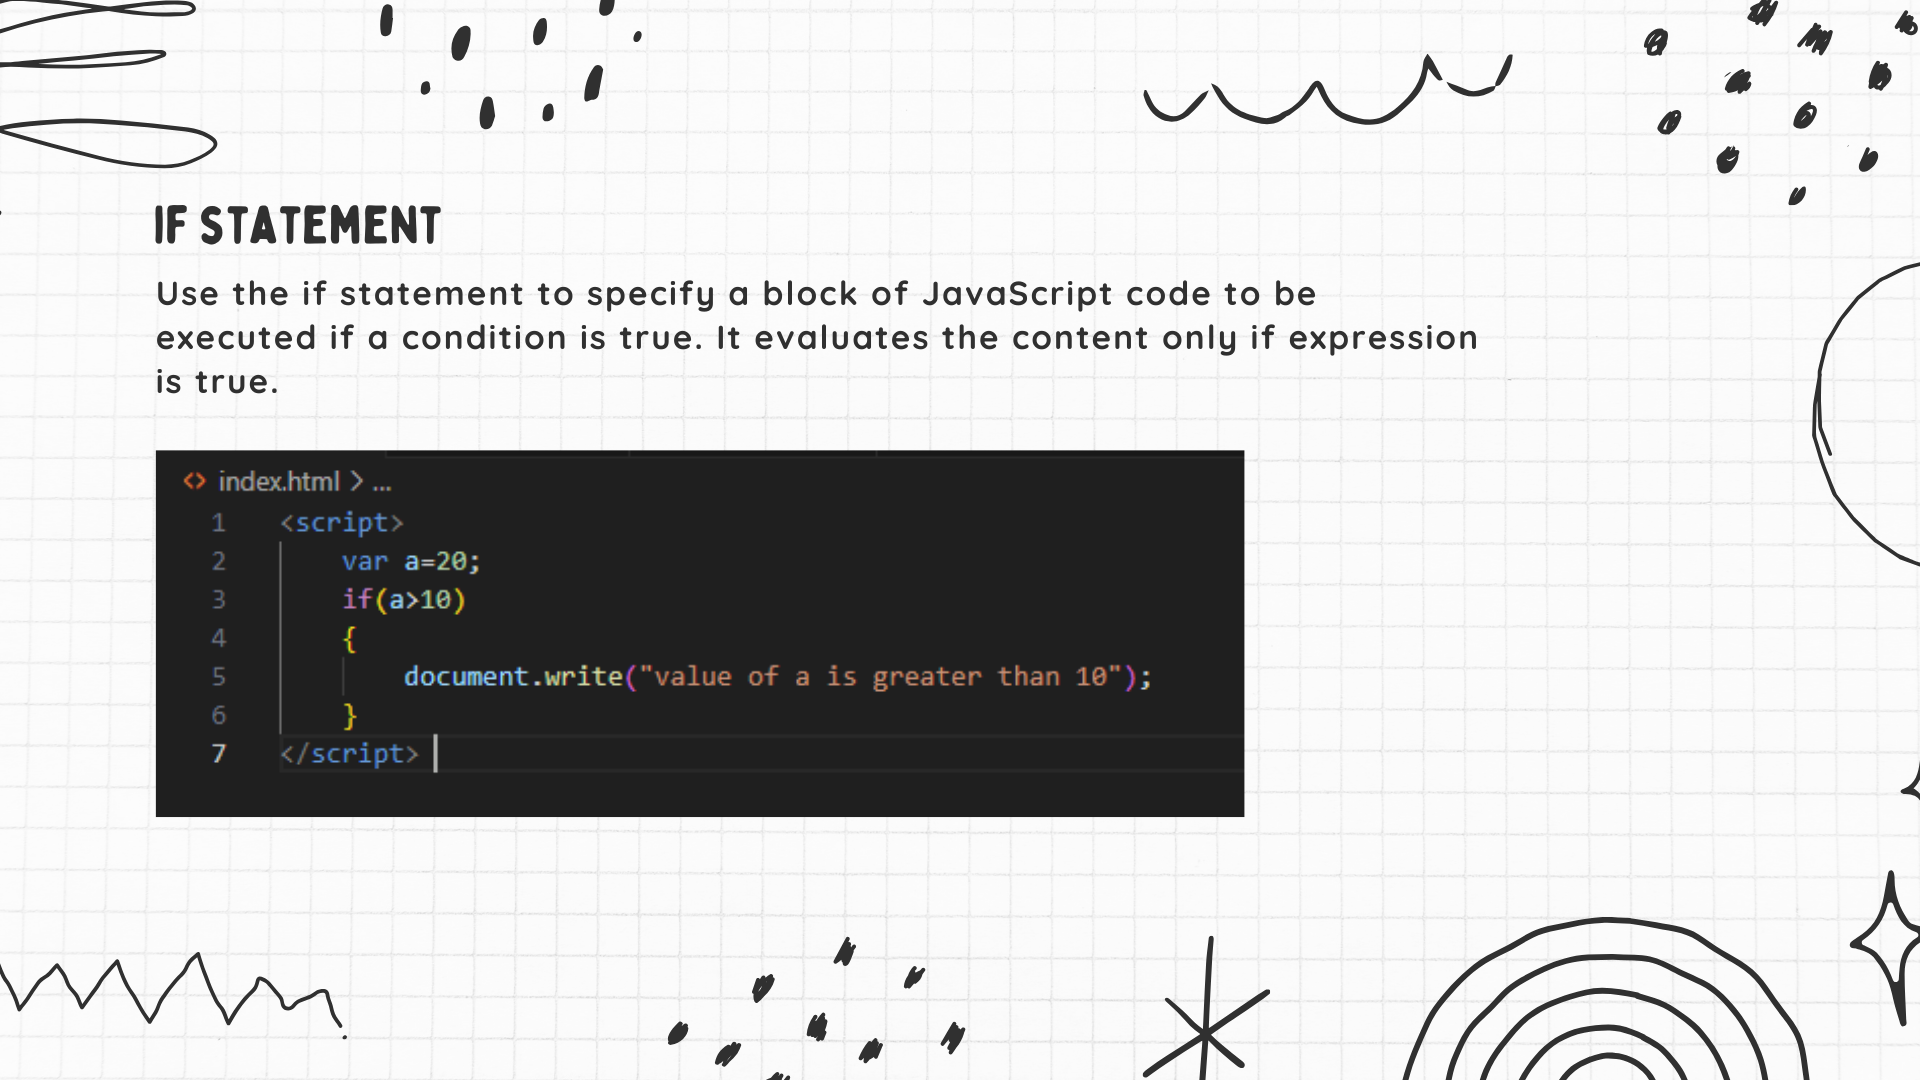 IF STATEMENT
Use the if statement to specify a block of JavaScript code to be
executed if a condition is true. It evaluates the content only if expression
is true.
<> index.html > ...
1 <script>
2 var a=20;
3 if(a>10)
4 {
5 document.write("value of a is greater than 10");
6 }
7 </script>